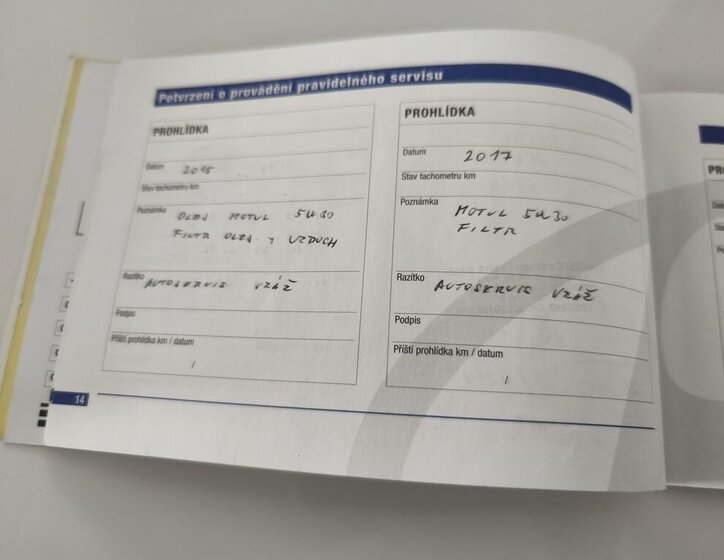 Potvrzení o provádění pravidelného servisu
PROHLÍDKA
Datum 2015
Stav tachometru km
Poznámka OLEJ MOTUL 5W30
FILTR OLEJ + VZDUCH
Razítko AUTOSERVIS VRÁŽ
Podpis
Příští prohlídka km / datum
/
14
PROHLÍDKA
Datum 2017
Stav tachometru km
Poznámka MOTUL 5W30
FILTR
Razítko AUTOSERVIS VRÁŽ
Podpis
Příští prohlídka km / datum
/